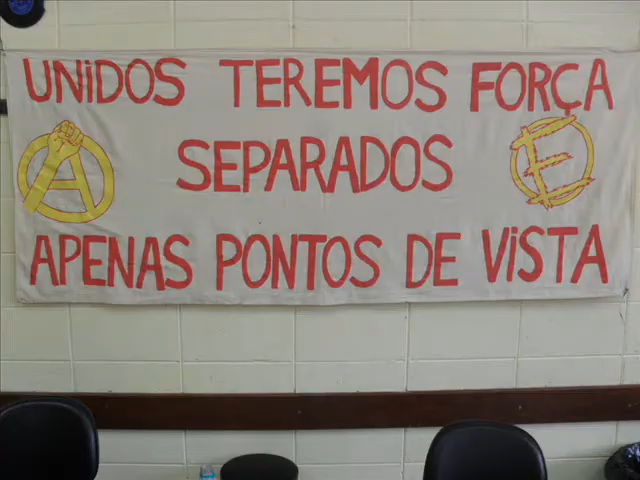 UNiDOS TEREMOS FORÇA
SEPARADOS
APENAS PONTOS DE ViSTA